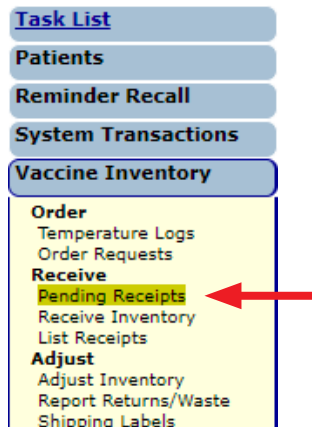 Task List
Patients
Reminder Recall
System Transactions
Vaccine Inventory
Order
Temperature Logs
Order Requests
Receive
Pending Receipts
Receive Inventory
List Receipts
Adjust
Adjust Inventory
Report Returns/Waste
Shipping Labels